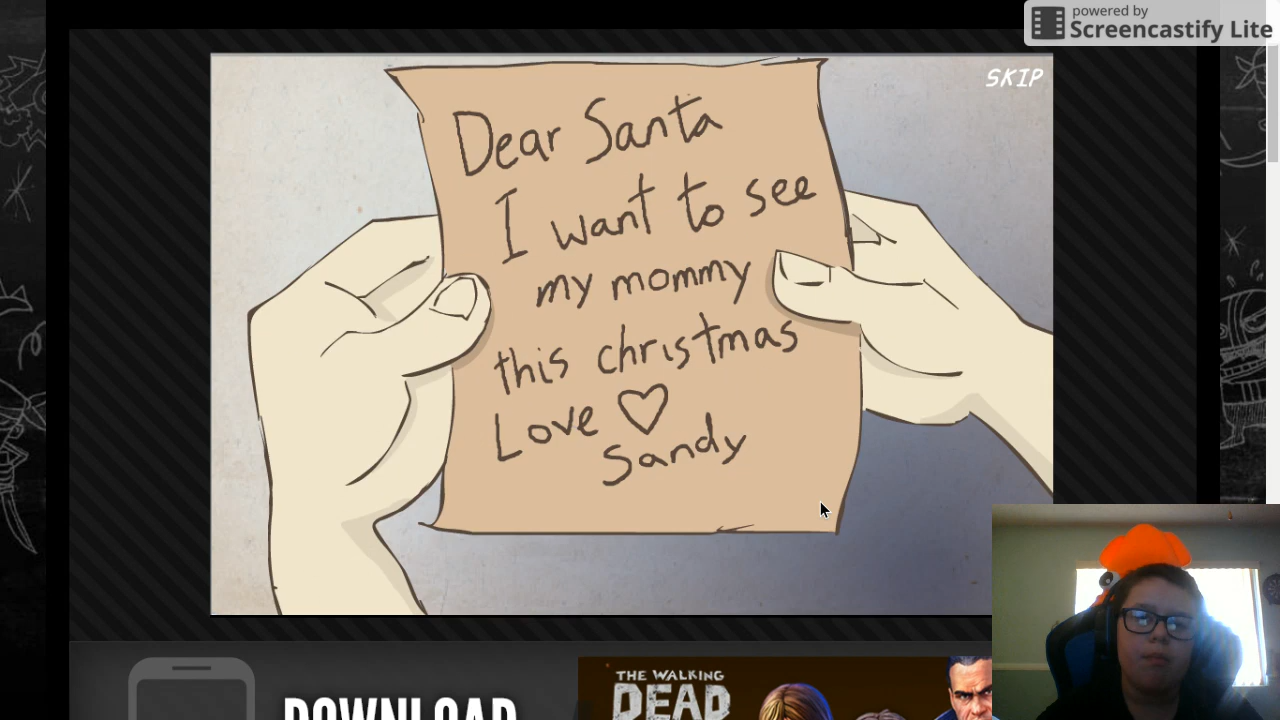 powered by
Screencastify Lite
SKIP
Dear Santa
I want to see
my mommy
this christmas
Love
Sandy
DOWNLOAD
THE WALKING
DEAD